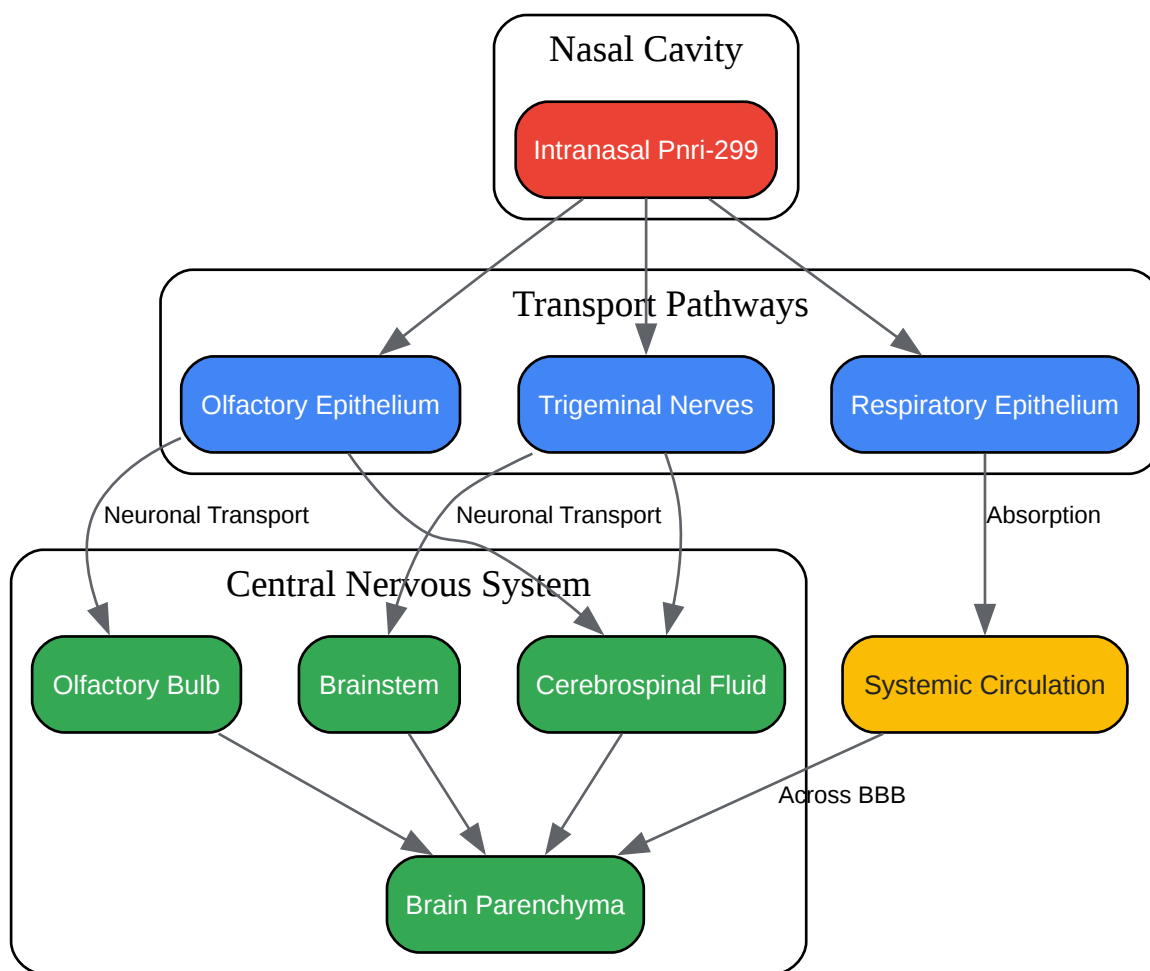 Nasal Cavity
Intranasal Pnri-299
Transport Pathways
Olfactory Epithelium
Trigeminal Nerves
Respiratory Epithelium
Neuronal Transport
Neuronal Transport
Absorption
Central Nervous System
Olfactory Bulb
Brainstem
Cerebrospinal Fluid
Systemic Circulation
Across BBB
Brain Parenchyma